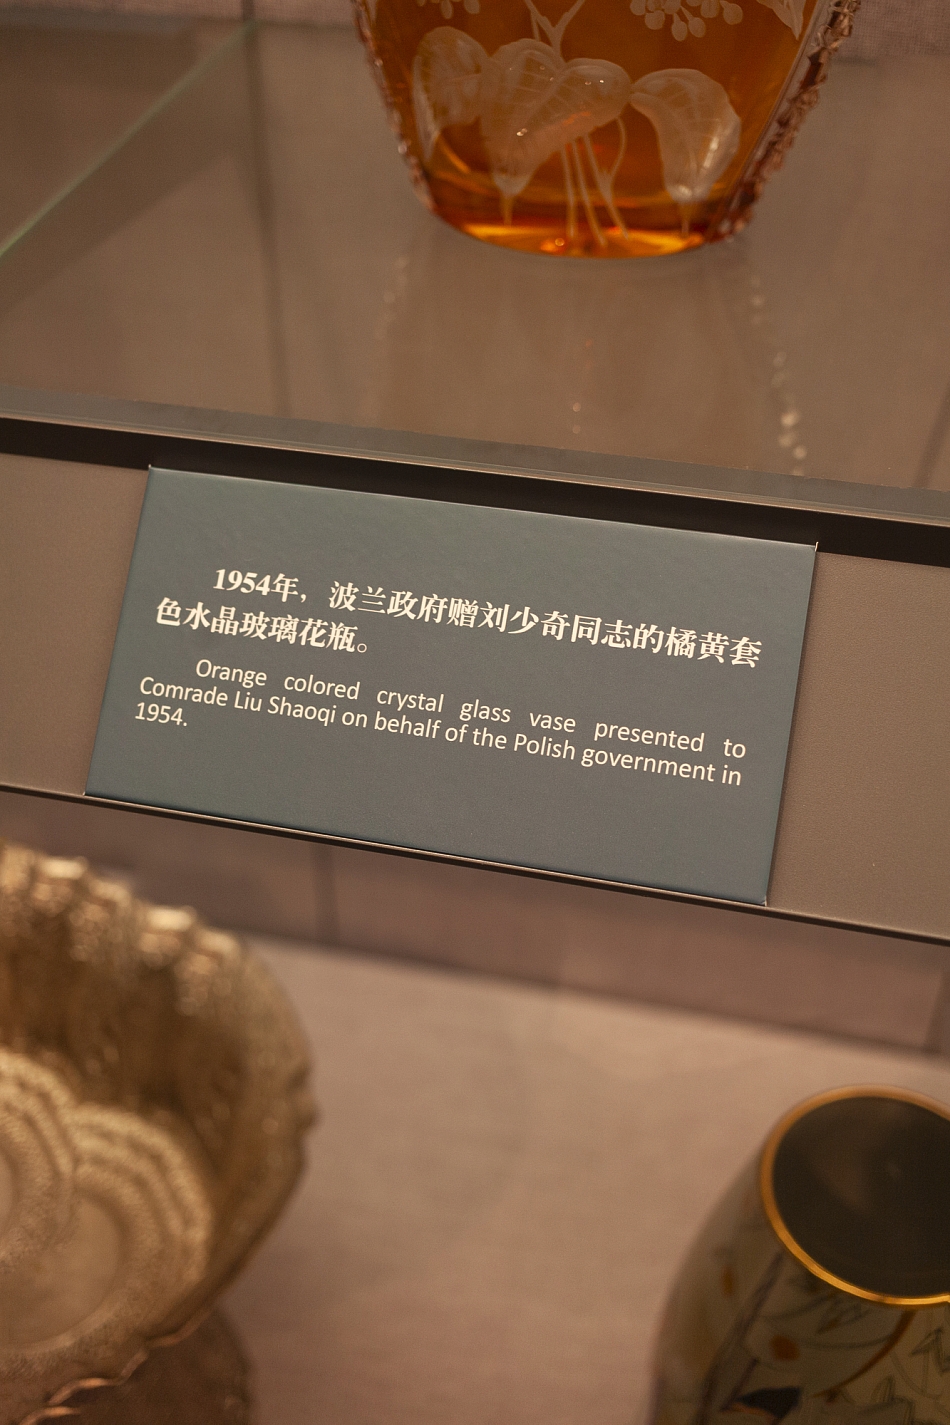 1954年，波兰政府赠刘少奇同志的橘黄套
色水晶玻璃花瓶。
Orange colored crystal glass vase presented to
Comrade Liu Shaoqi on behalf of the Polish government in
1954.